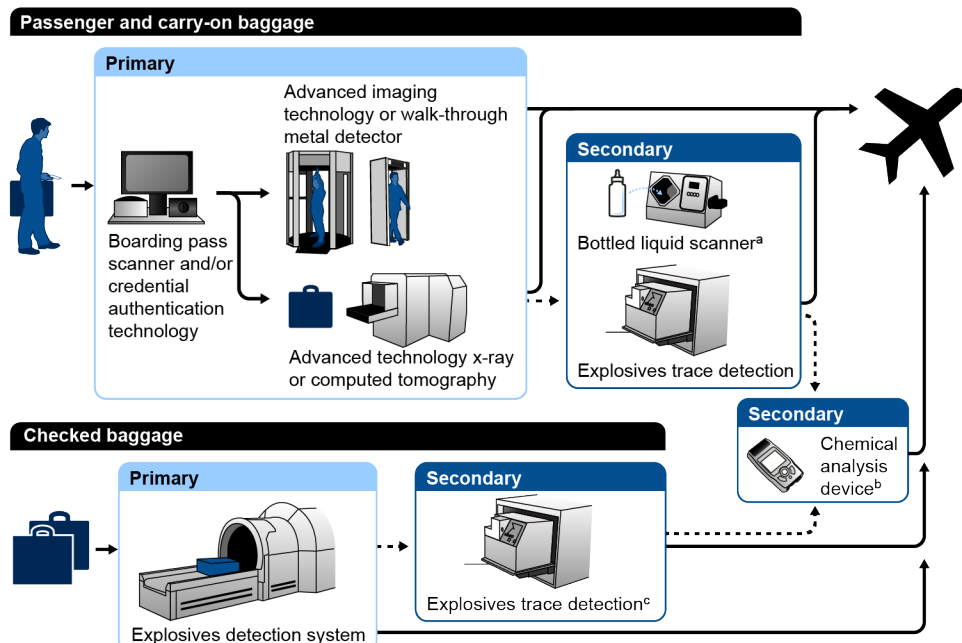 Passenger and carry-on baggage
Primary
Advanced imaging
technology or walk-through
metal detector
Boarding pass
scanner and/or
credential
authentication
technology
Advanced technology x-ray
or computed tomography
Secondary
Bottled liquid scannerᵃ
Explosives trace detection
Secondary
Chemical
analysis
deviceᵇ
Checked baggage
Primary
Explosives detection system
Secondary
Explosives trace detectionᶜ